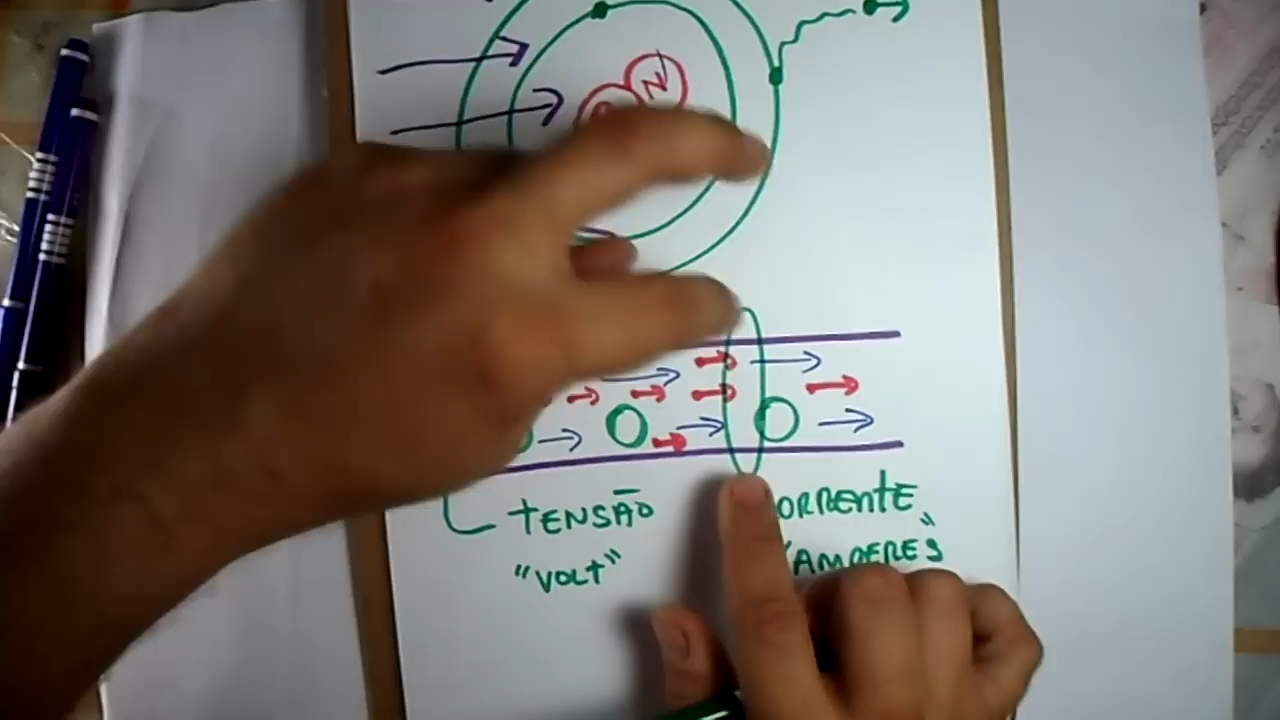 N
TENSÃO
"VOLT"
ORRENTE
"AMPERES"